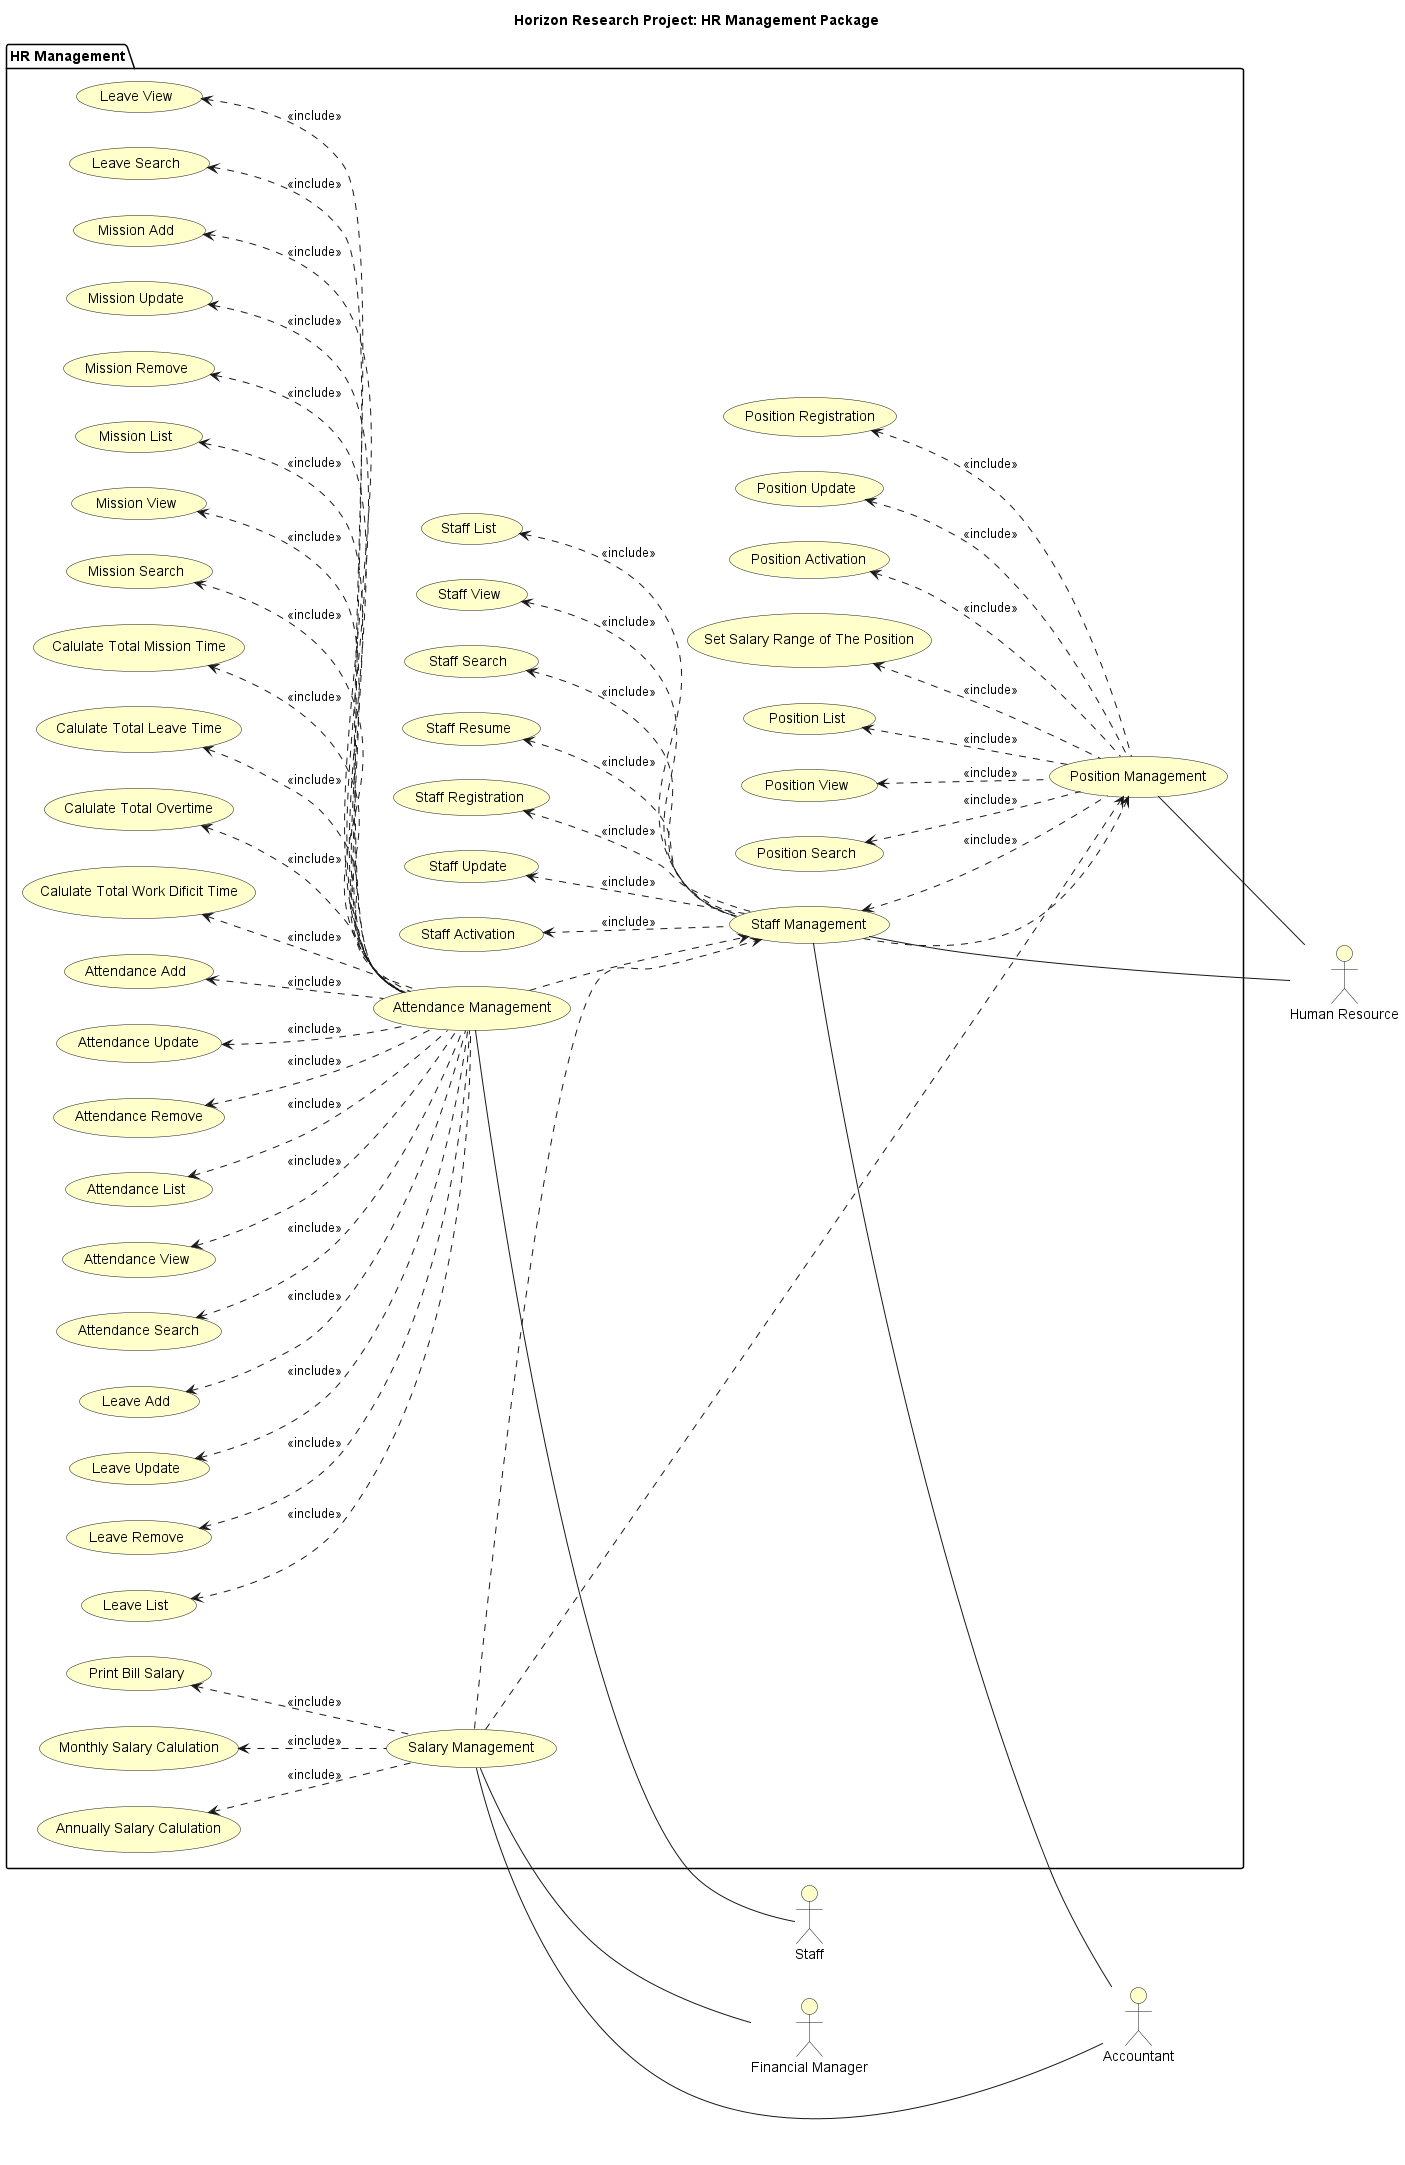 Horizon Research Project: HR Management Package
HR Management
Leave View
«include»
Leave Search
«include»
Mission Add
«include»
Mission Update
«include»
Mission Remove
«include»
Mission List
«include»
Mission View
«include»
Mission Search
«include»
Calulate Total Mission Time
«include»
Calulate Total Leave Time
«include»
Calulate Total Overtime
«include»
Calulate Total Work Dificit Time
«include»
Attendance Add
«include»
Attendance Update
«include»
Attendance Remove
«include»
Attendance List
«include»
Attendance View
«include»
Attendance Search
«include»
Leave Add
«include»
Leave Update
«include»
Leave Remove
«include»
Leave List
«include»
Print Bill Salary
«include»
Monthly Salary Calulation
«include»
Annually Salary Calulation
«include»
Staff List
«include»
Staff View
«include»
Staff Search
«include»
Staff Resume
«include»
Staff Registration
«include»
Staff Update
«include»
Staff Activation
«include»
Attendance Management
Salary Management
Position Registration
«include»
Position Update
«include»
Position Activation
«include»
Set Salary Range of The Position
«include»
Position List
«include»
Position View
«include»
Position Search
«include»
Staff Management
«include»
Position Management
Human Resource
Staff
Financial Manager
Accountant